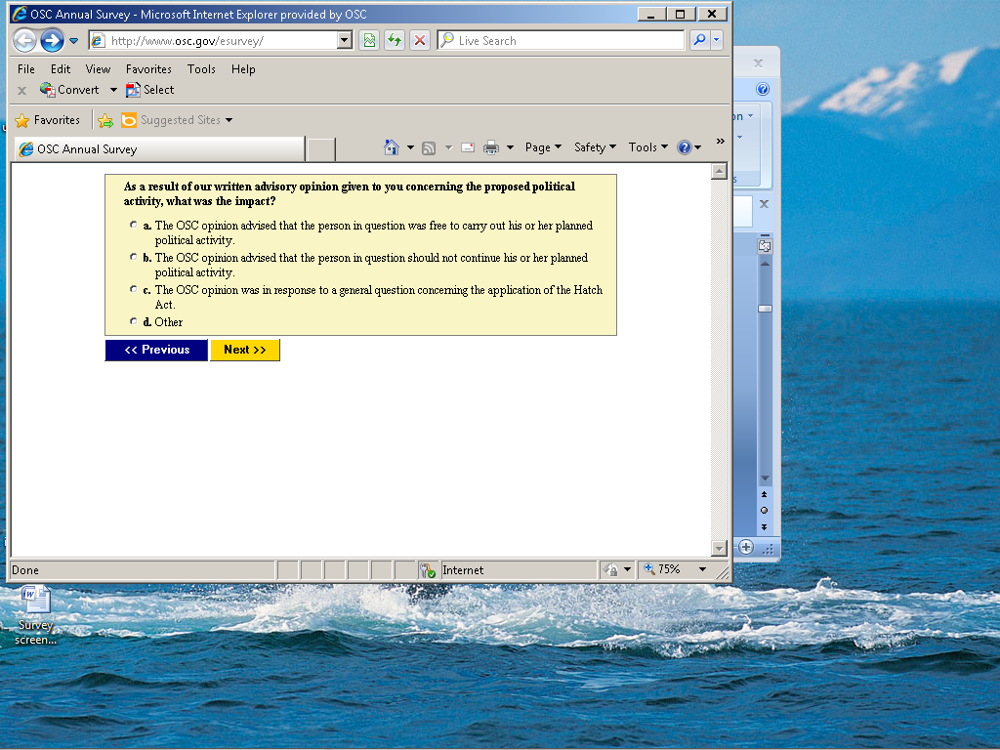 OSC Annual Survey - Microsoft Internet Explorer provided by OSC
http://www.osc.gov/esurvey/
Live Search
File Edit View Favorites Tools Help
x Convert Select
Favorites Suggested Sites
OSC Annual Survey
Page Safety Tools »
As a result of our written advisory opinion given to you concerning the proposed political
activity, what was the impact?
a. The OSC opinion advised that the person in question was free to carry out his or her planned
political activity.
b. The OSC opinion advised that the person in question should not continue his or her planned
political activity.
c. The OSC opinion was in response to a general question concerning the application of the Hatch
Act.
d. Other
<< Previous Next >>
Done Internet 75%
Survey
screen...